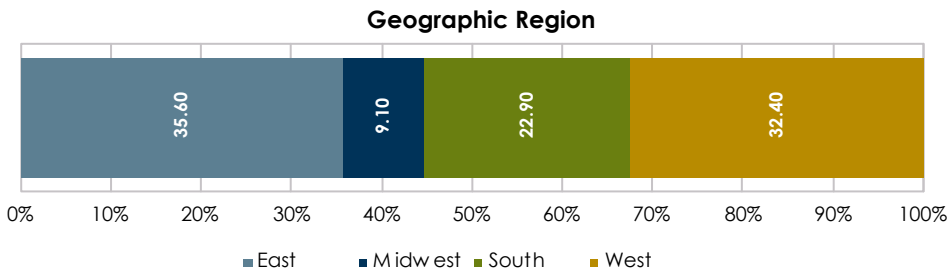 Geographic Region
35.60 9.10 22.90 32.40
0% 10% 20% 30% 40% 50% 60% 70% 80% 90% 100%
East Midwest South West